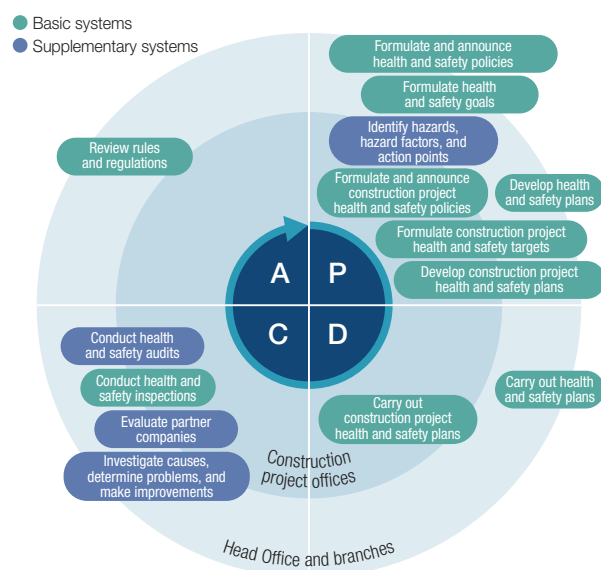 Basic systems
Supplementary systems
Formulate and announce
health and safety policies
Formulate health
and safety goals
Identify hazards,
hazard factors, and
action points
Review rules
and regulations
Formulate and announce
construction project
health and safety policies
Develop health
and safety plans
Formulate construction project
health and safety targets
Develop construction project
health and safety plans
A
P
C
D
Conduct health
and safety audits
Conduct health and
safety inspections
Evaluate partner
companies
Investigate causes,
determine problems, and
make improvements
Carry out health
and safety plans
Carry out
construction project
health and safety plans
Construction
project offices
Head Office and branches